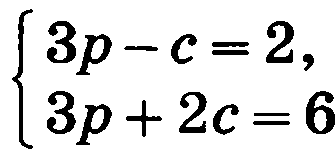 3p − c = 2,
3p + 2c = 6